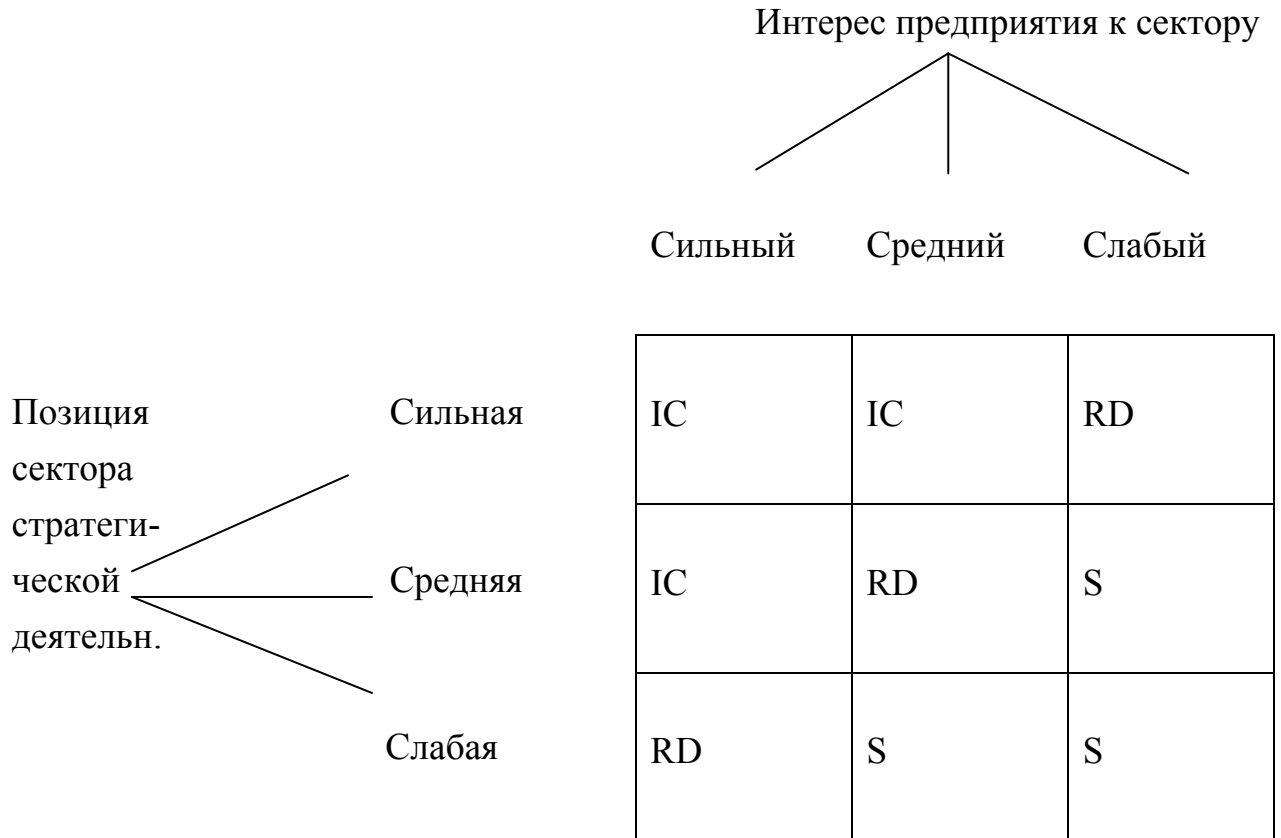 Интерес предприятия к сектору
Сильный Средний Слабый
Позиция
сектора
стратеги-
ческой
деятельн.
Сильная
IC IC RD
Средняя
IC RD S
Слабая
RD S S